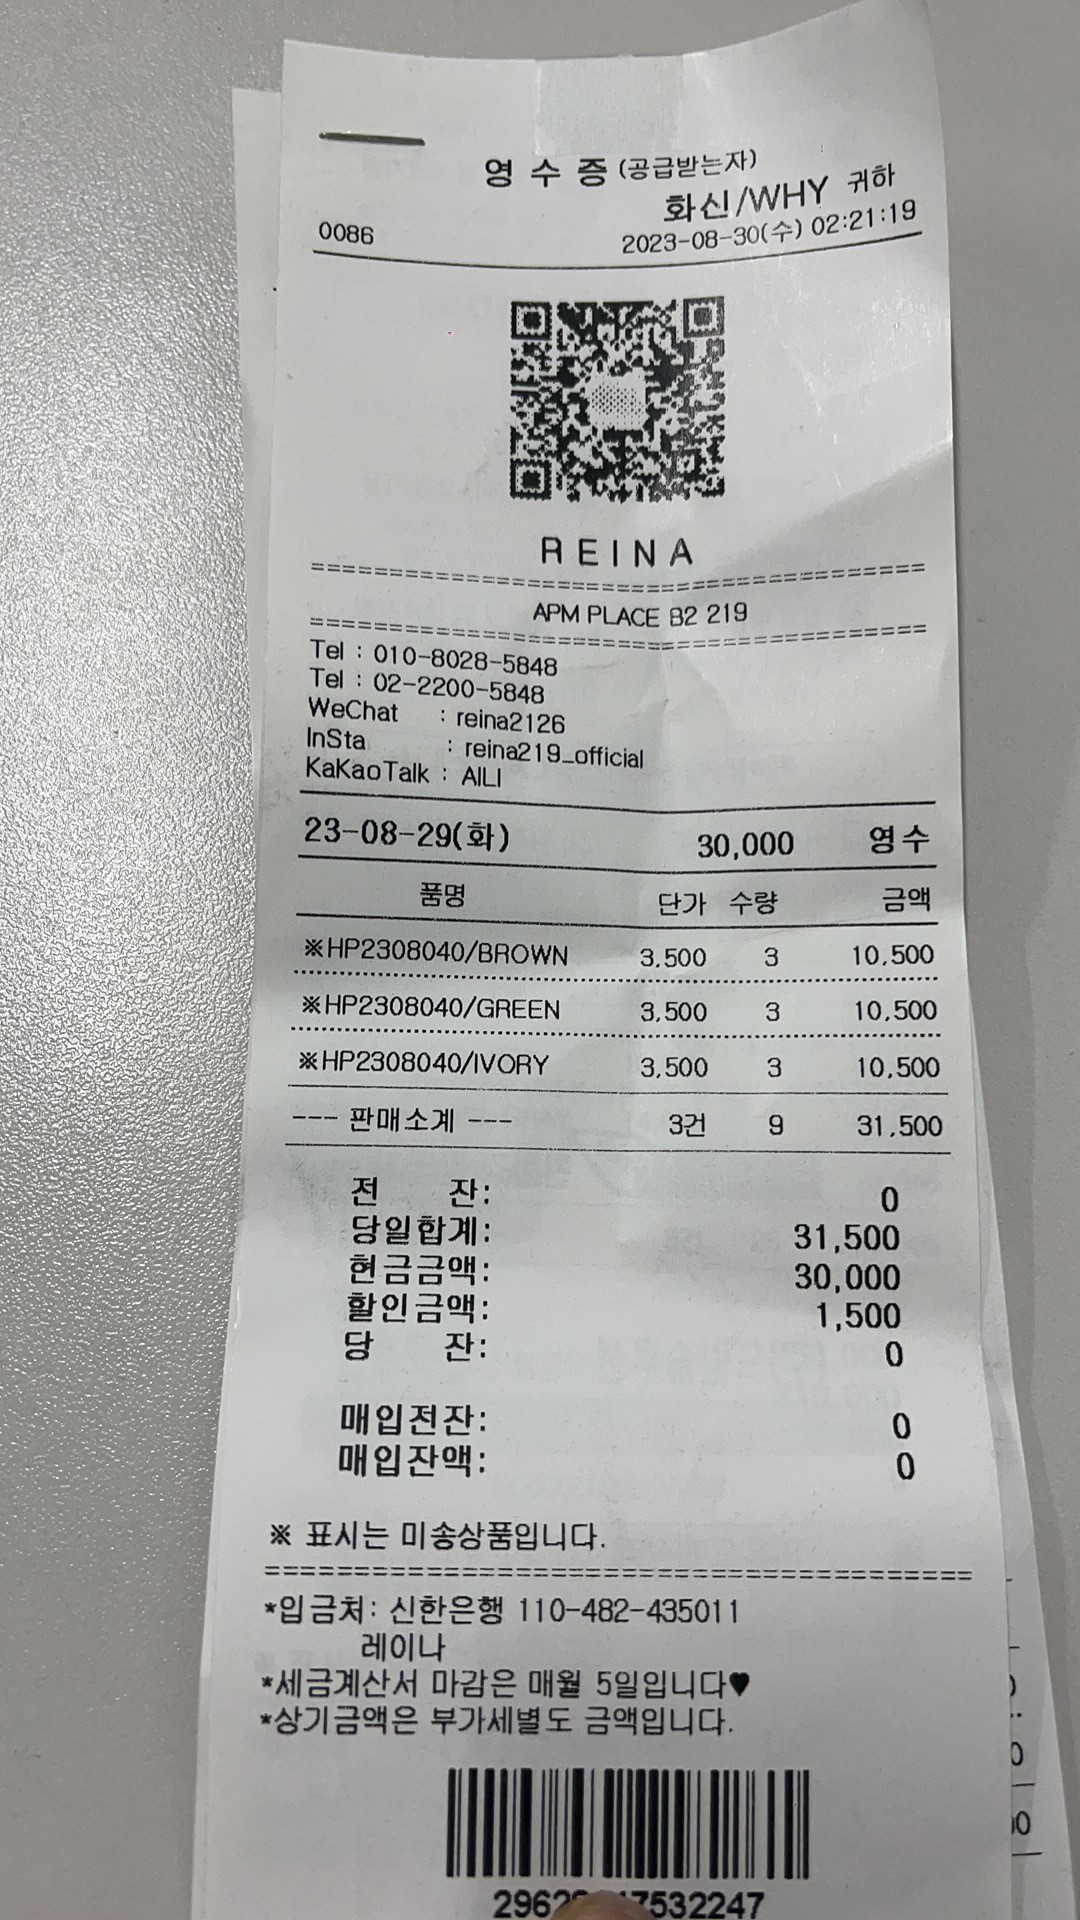 영 수 증 (공급받는자)
화신/WHY 귀하
0086 2023-08-30(수) 02:21:19
REINA
=======================================
APM PLACE B2 219
=======================================
Tel : 010-8028-5848
Tel : 02-2200-5848
WeChat : reina2126
InSta : reina219_official
KaKaoTalk : AILI
23-08-29(화) 30,000 영수
품명 단가 수량 금액
※HP2308040/BROWN 3,500 3 10,500
※HP2308040/GREEN 3,500 3 10,500
※HP2308040/IVORY 3,500 3 10,500
--- 판매소계 --- 3건 9 31,500
전 잔: 0
당일합계: 31,500
현금금액: 30,000
할인금액: 1,500
당 잔: 0
매입전잔: 0
매입잔액: 0
※ 표시는 미송상품입니다.
=======================================
*입금처: 신한은행 110-482-435011
레이나
*세금계산서 마감은 매월 5일입니다♥
*상기금액은 부가세별도 금액입니다.